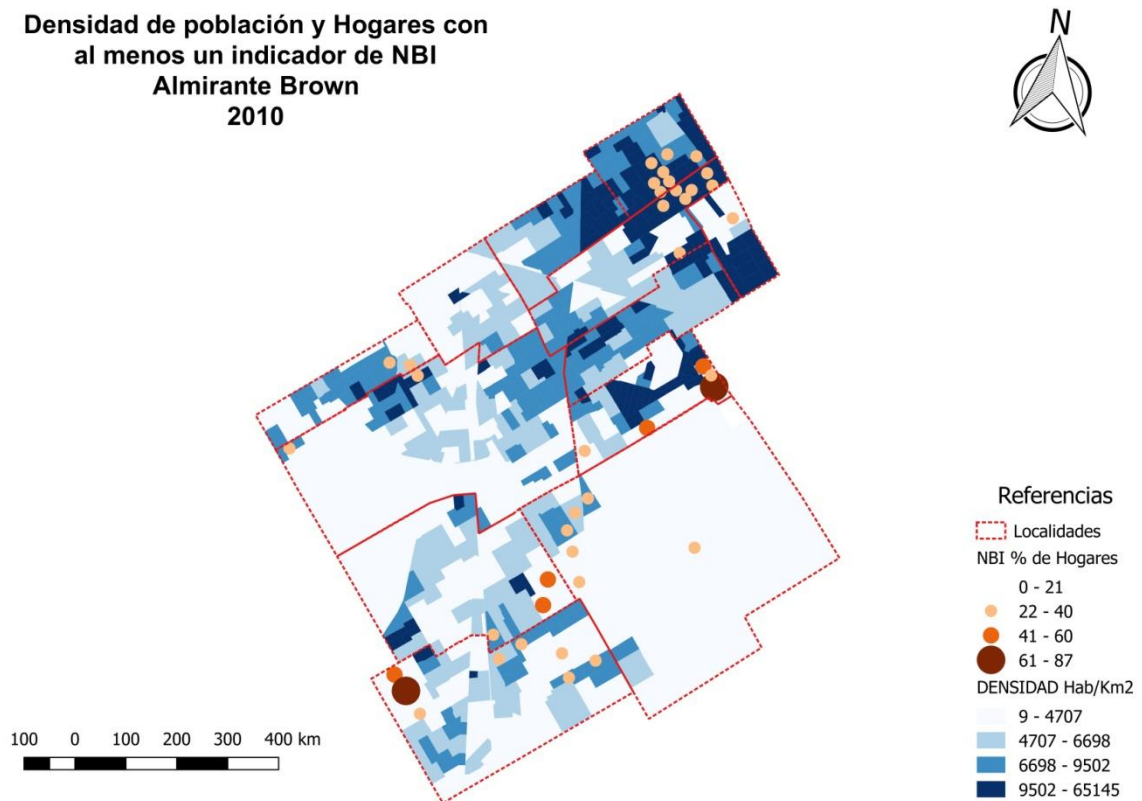 Densidad de población y Hogares con
al menos un indicador de NBI
Almirante Brown
2010
N
Referencias
Localidades
NBI % de Hogares
0 - 21
22 - 40
41 - 60
61 - 87
DENSIDAD Hab/Km2
9 - 4707
4707 - 6698
6698 - 9502
9502 - 65145
100 0 100 200 300 400 km